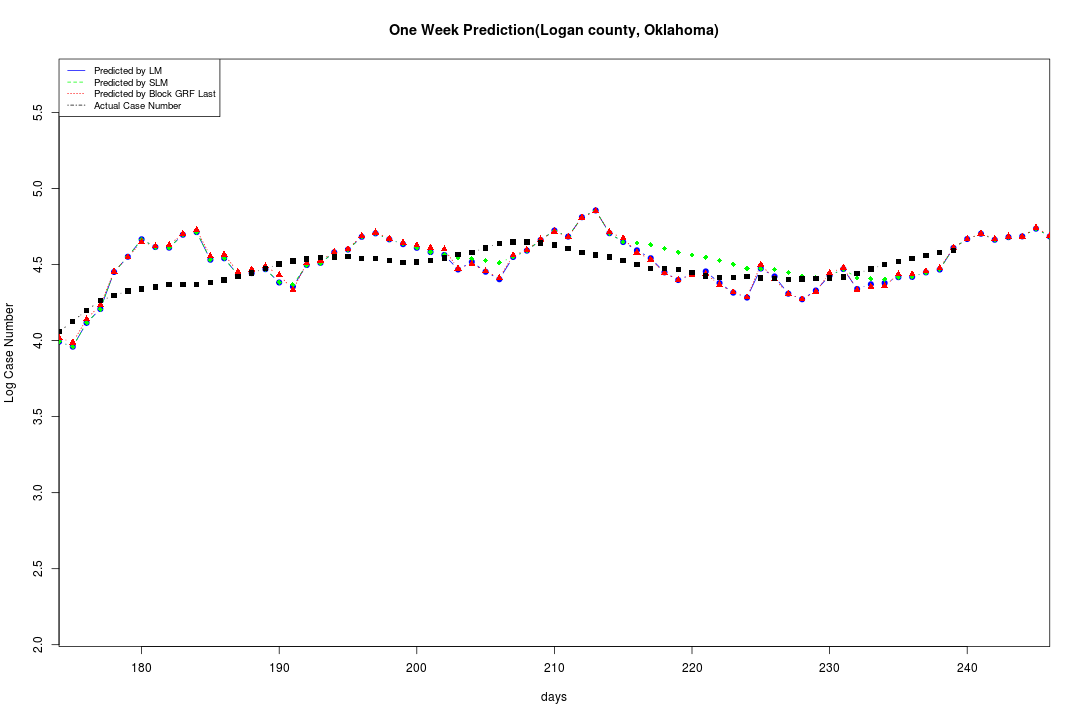 One Week Prediction(Logan county, Oklahoma)
Predicted by LM
Predicted by SLM
Predicted by Block GRF Last
Actual Case Number
Log Case Number
5.5
5.0
4.5
4.0
3.5
3.0
2.5
2.0
180 190 200 210 220 230 240
days